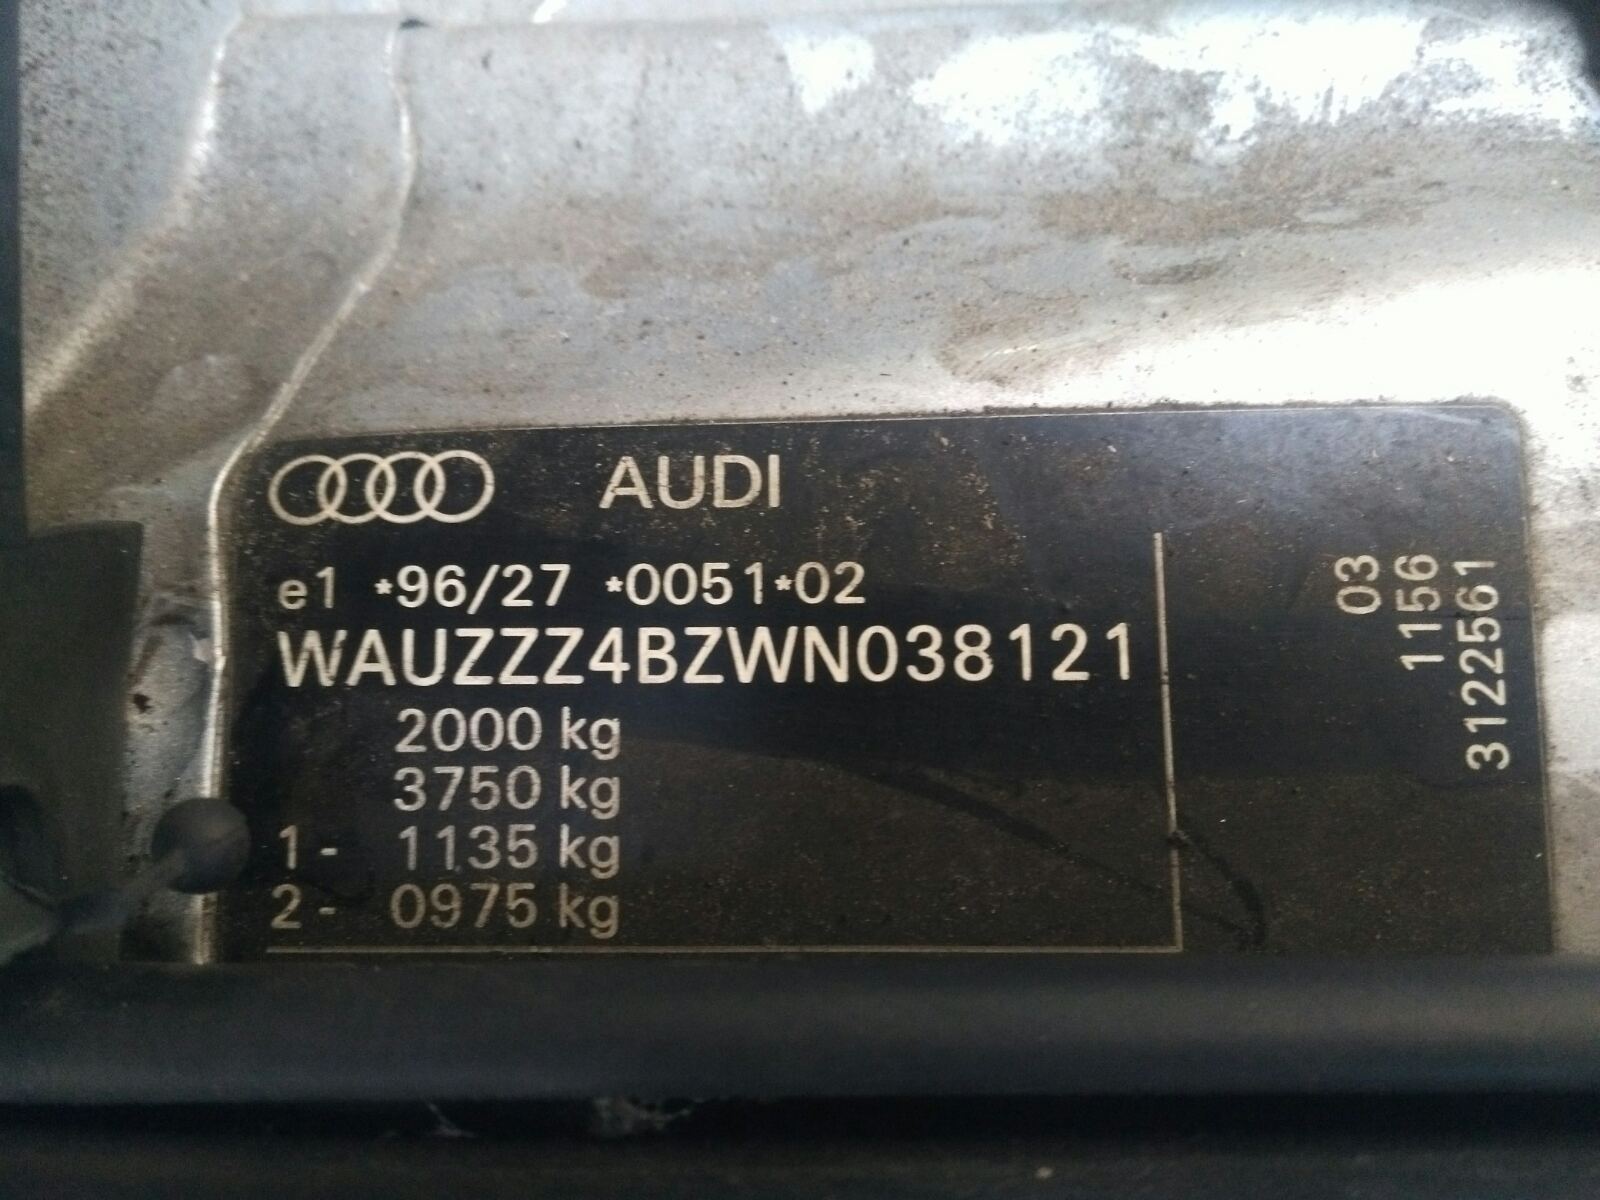 AUDI
e1 *96/27 *0051*02
WAUZZZ4BZWN038121
2000 kg
3750 kg
1- 1135 kg
2- 0975 kg
03
1156
3122561